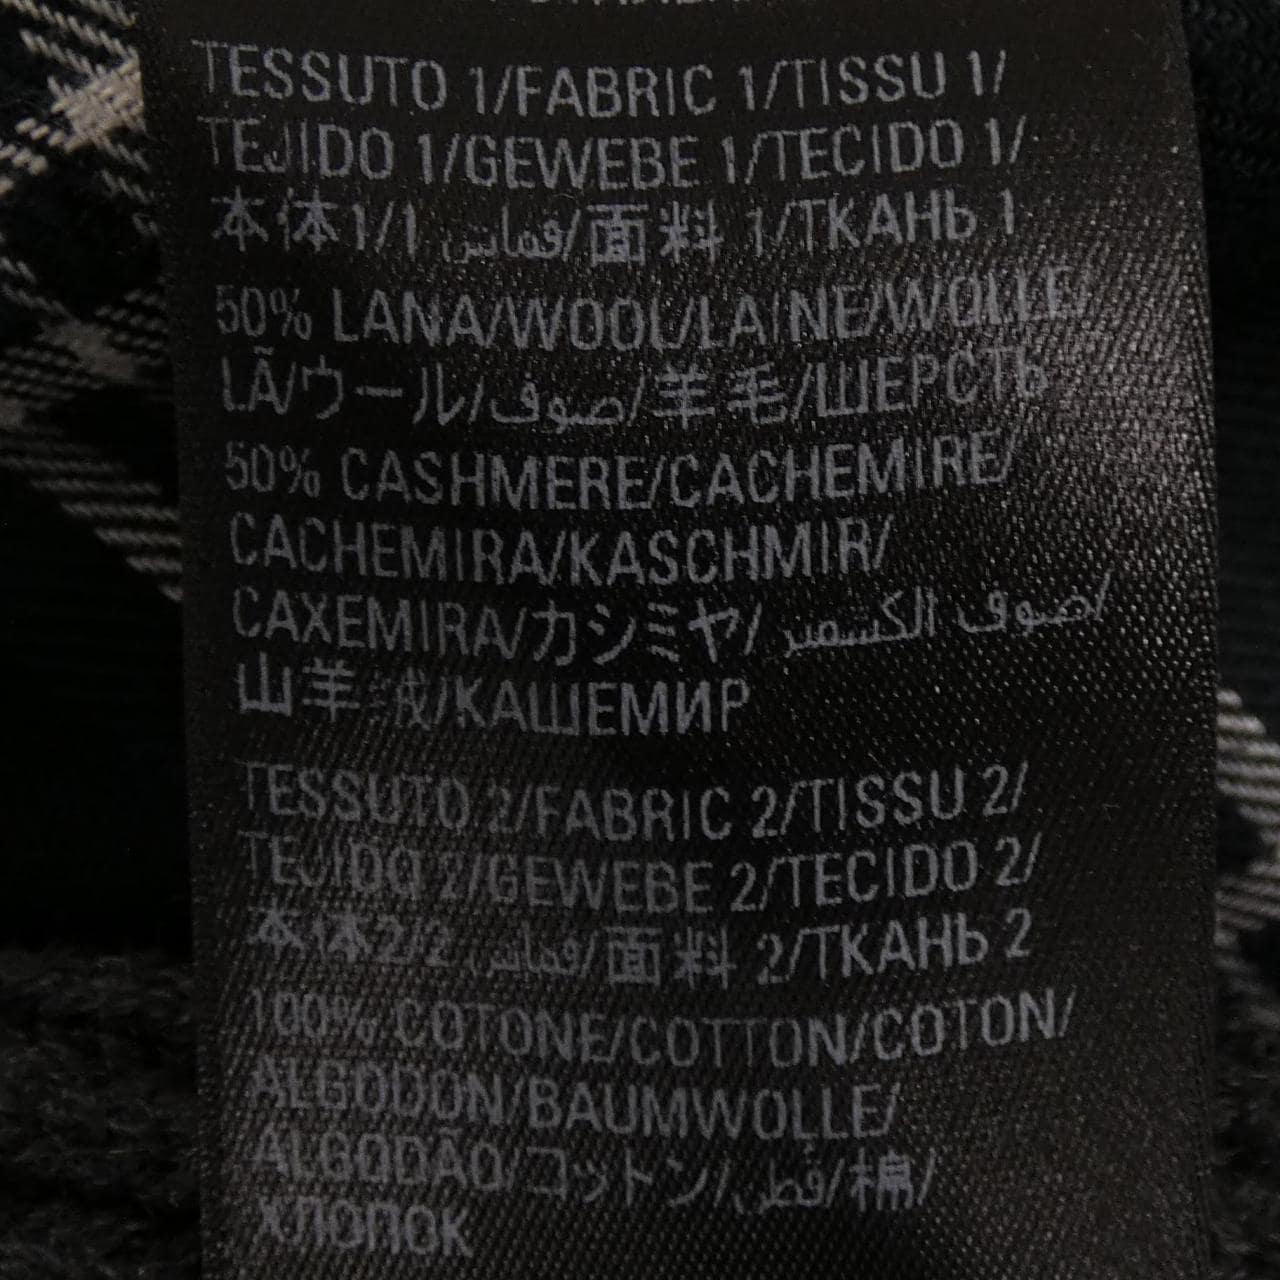 TESSUTO 1/FABRIC 1/TISSU 1/
TEJIDO 1/GEWEBE 1/TECIDO 1/
本体1/1 قماش/面料 1/ТКАНЬ 1
50% LANA/WOOL/LAINE/WOLLE/
LÃ/ウール/صوف/羊毛/ШЕРСТЬ
50% CASHMERE/CACHEMIRE/
CACHEMIRA/KASCHMIR/
CAXEMIRA/カシミヤ/صوف الكشمير/
山羊绒/КАШЕМИР
TESSUTO 2/FABRIC 2/TISSU 2/
TEJIDO 2/GEWEBE 2/TECIDO 2/
本体2/2 قماش/面料 2/ТКАНЬ 2
100% COTONE/COTTON/COTON/
ALGODON/BAUMWOLLE/
ALGODÃO/コットン/قطن/棉/
ХЛОПОК